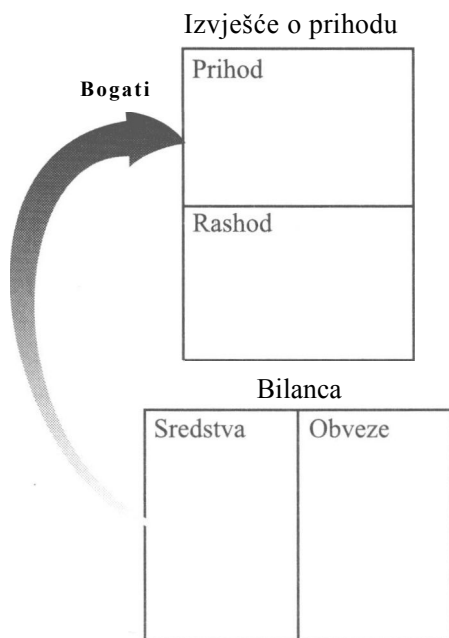 Izvješće o prihodu
Prihod
Bogati
Rashod
Bilanca
Sredstva
Obveze